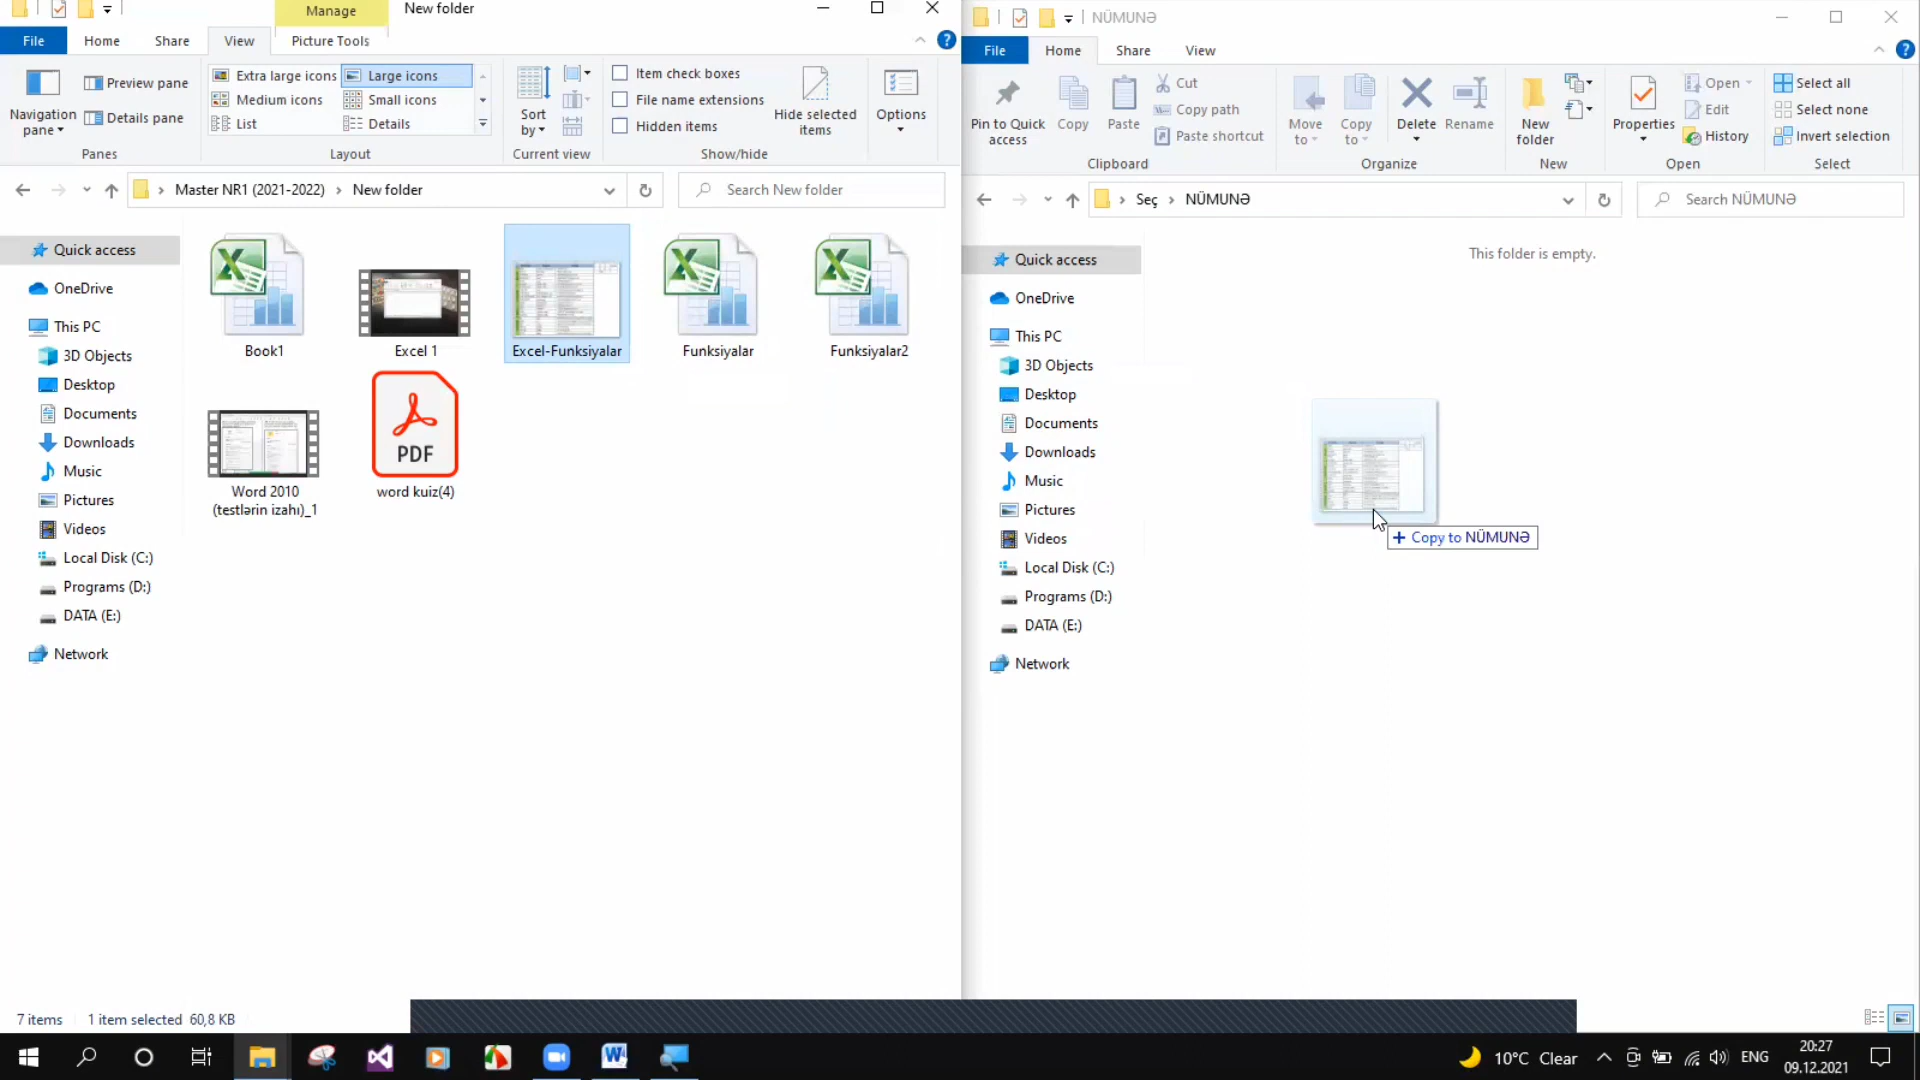 Manage
New folder
File
Home
Share
View
Picture Tools
Navigation
pane
Preview pane
Details pane
Panes
Extra large icons
Large icons
Medium icons
Small icons
List
Details
Layout
Sort
by
Current view
Item check boxes
File name extensions
Hidden items
Hide selected
items
Show/hide
Options
Master NR1 (2021-2022)
New folder
Search New folder
Quick access
OneDrive
This PC
3D Objects
Desktop
Documents
Downloads
Music
Pictures
Videos
Local Disk (C:)
Programs (D:)
DATA (E:)
Network
Book1
Excel 1
Excel-Funksiyalar
Funksiyalar
Funksiyalar2
Word 2010
(testlərin izahı)_1
PDF
word kuiz(4)
7 items
1 item selected 60,8 KB
NÜMUNƏ
File
Home
Share
View
Pin to Quick
access
Copy
Paste
Cut
Copy path
Paste shortcut
Clipboard
Move
to
Copy
to
Delete
Rename
Organize
New
folder
New
Properties
Open
Edit
History
Open
Select all
Select none
Invert selection
Select
Seç
NÜMUNƏ
Search NÜMUNƏ
This folder is empty.
Quick access
OneDrive
This PC
3D Objects
Desktop
Documents
Downloads
Music
Pictures
Videos
Local Disk (C:)
Programs (D:)
DATA (E:)
Network
+ Copy to NÜMUNƏ
10°C Clear
ENG
20:27
09.12.2021